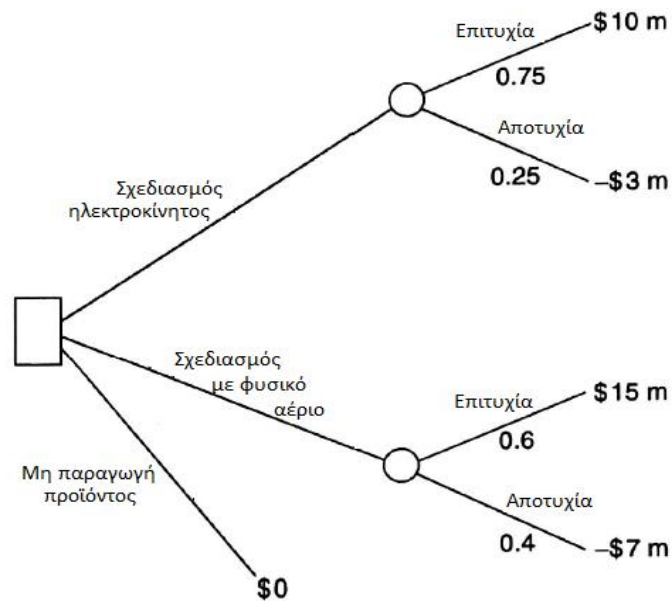 Επιτυχία
$10 m
0.75
Αποτυχία
0.25
–$3 m
Σχεδιασμός
ηλεκτροκίνητος
Σχεδιασμός
με φυσικό
αέριο
Επιτυχία
$15 m
0.6
Αποτυχία
0.4
–$7 m
Μη παραγωγή
προϊόντος
$0